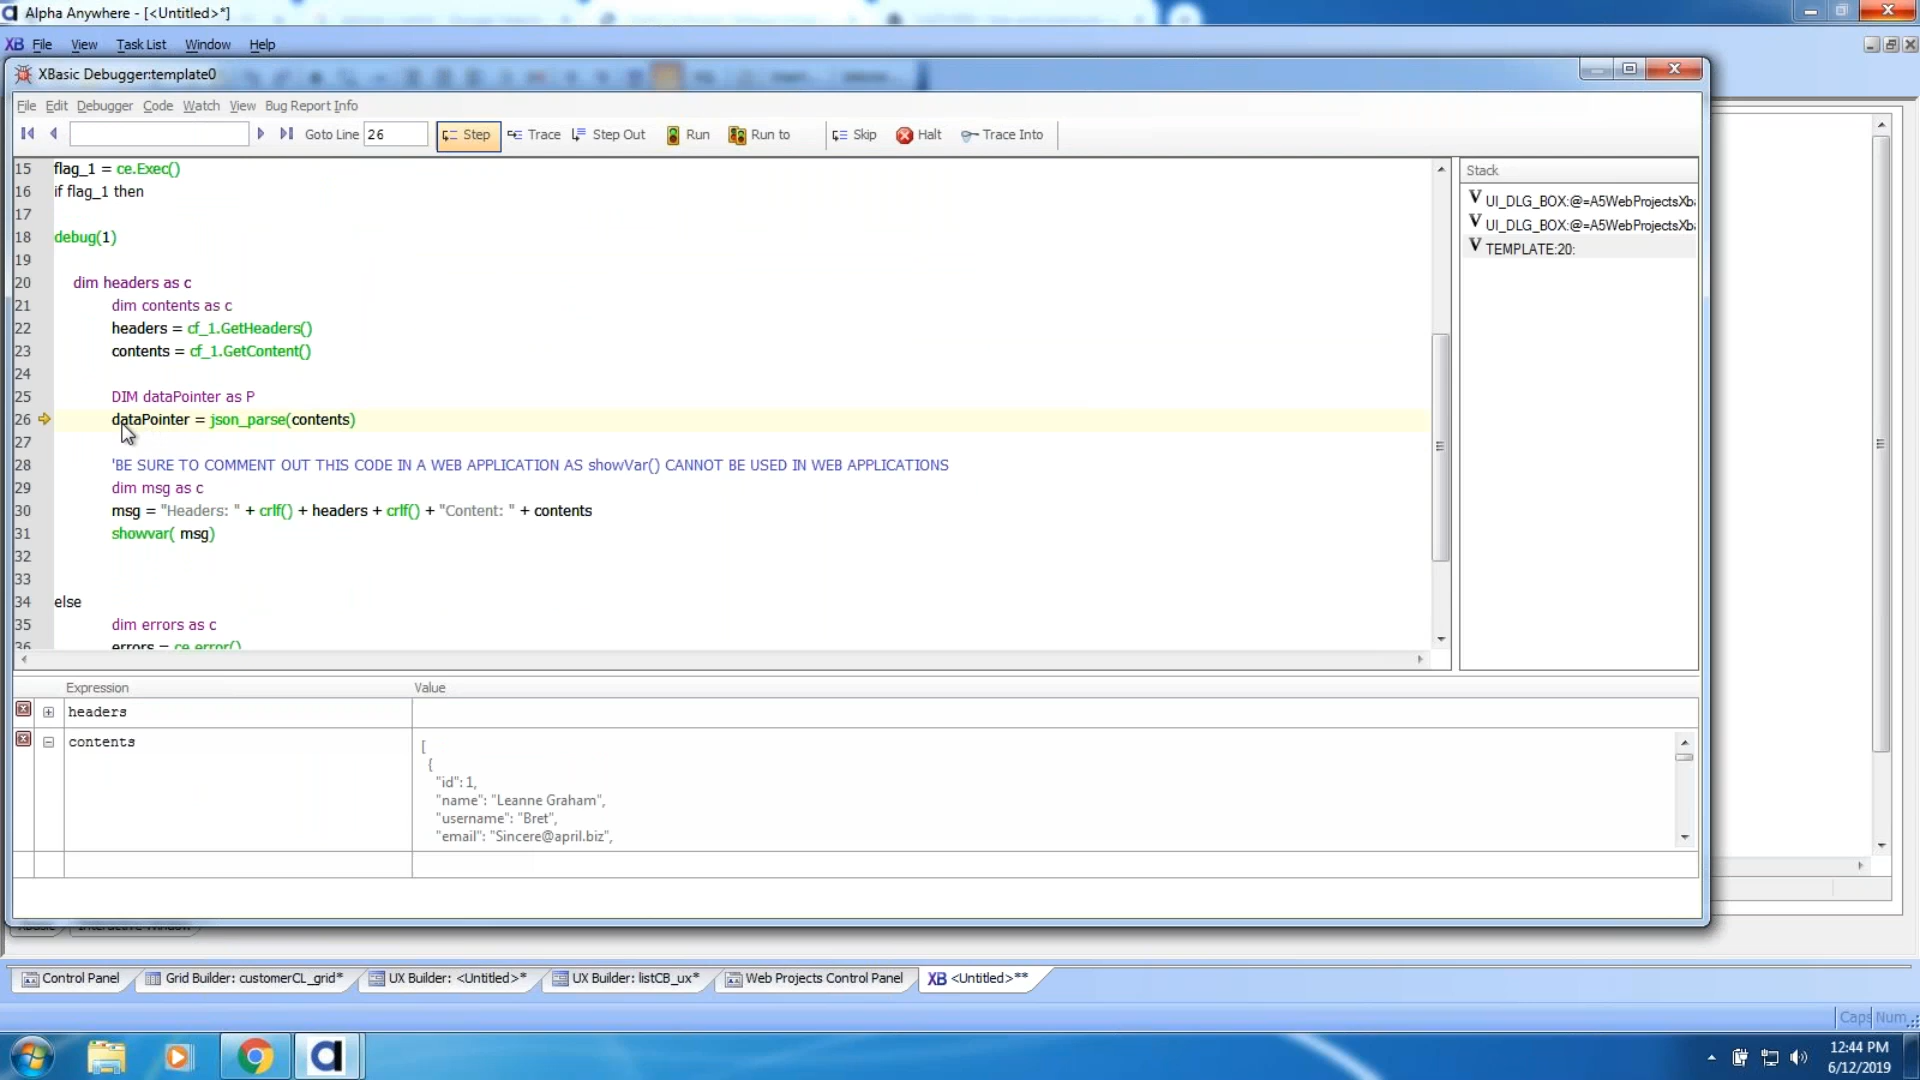 Alpha Anywhere - [<Untitled>*]
XB File View Task List Window Help
XBasic Debugger:template0
File Edit Debugger Code Watch View Bug Report Info
Goto Line 26 Step Trace Step Out Run Run to Skip Halt Trace Into
15 flag_1 = ce.Exec()
16 if flag_1 then
17
18 debug(1)
19
20 dim headers as c
21 dim contents as c
22 headers = cf_1.GetHeaders()
23 contents = cf_1.GetContent()
24
25 DIM dataPointer as P
26 dataPointer = json_parse(contents)
27
28 'BE SURE TO COMMENT OUT THIS CODE IN A WEB APPLICATION AS showVar() CANNOT BE USED IN WEB APPLICATIONS
29 dim msg as c
30 msg = "Headers: " + crlf() + headers + crlf() + "Content: " + contents
31 showvar( msg)
32
33
34 else
35 dim errors as c
36 errors = ce.error()
Stack
V UI_DLG_BOX:@=A5WebProjectsXb
V UI_DLG_BOX:@=A5WebProjectsXb
V TEMPLATE:20:
Expression Value
headers
contents
[
{
"id": 1,
"name": "Leanne Graham",
"username": "Bret",
"email": "Sincere@april.biz",
Control Panel Grid Builder: customerCL_grid* UX Builder: <Untitled>* UX Builder: listCB_ux* Web Projects Control Panel XB <Untitled>**
Caps Num
12:44 PM
6/12/2019